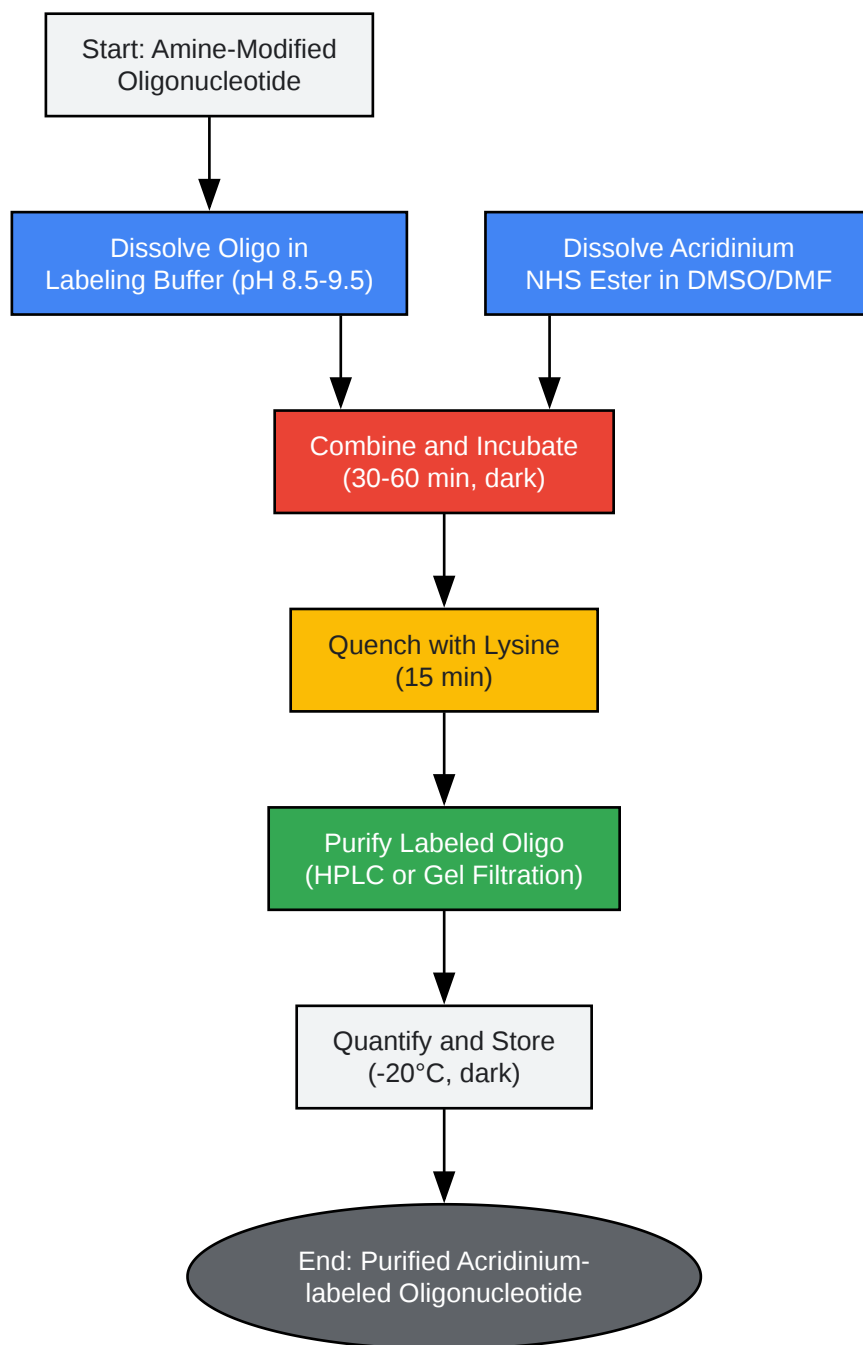 Start: Amine-Modified
Oligonucleotide
Dissolve Oligo in
Labeling Buffer (pH 8.5-9.5)
Dissolve Acridinium
NHS Ester in DMSO/DMF
Combine and Incubate
(30-60 min, dark)
Quench with Lysine
(15 min)
Purify Labeled Oligo
(HPLC or Gel Filtration)
Quantify and Store
(-20°C, dark)
End: Purified Acridinium-
labeled Oligonucleotide